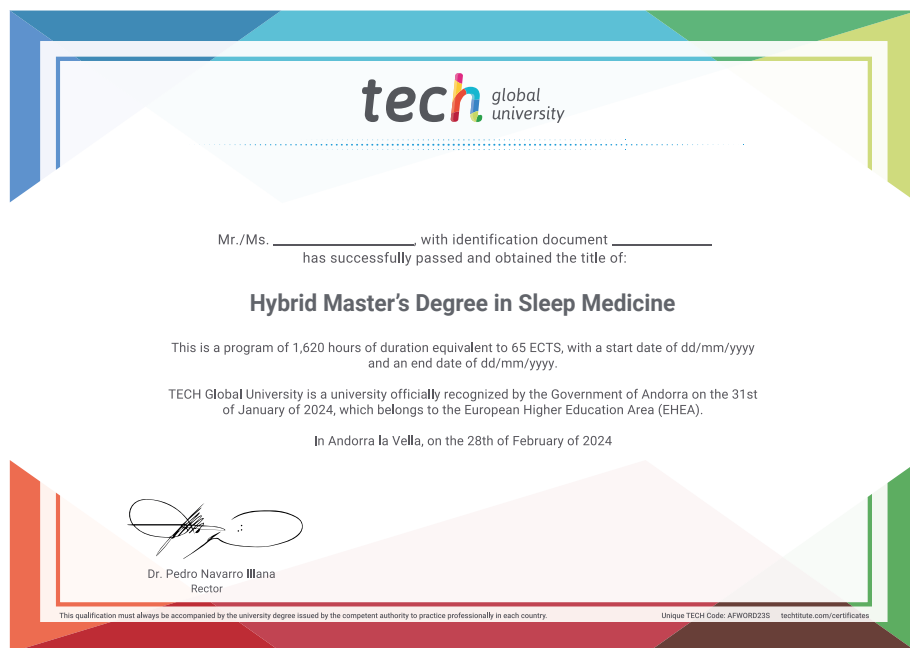 tech global
university
Mr./Ms. ____________, with identification document ____________
has successfully passed and obtained the title of:
Hybrid Master’s Degree in Sleep Medicine
This is a program of 1,620 hours of duration equivalent to 65 ECTS, with a start date of dd/mm/yyyy
and an end date of dd/mm/yyyy.
TECH Global University is a university officially recognized by the Government of Andorra on the 31st
of January of 2024, which belongs to the European Higher Education Area (EHEA).
In Andorra la Vella, on the 28th of February of 2024
Dr. Pedro Navarro Illana
Rector
This qualification must always be accompanied by the university degree issued by the competent authority to practice professionally in each country. Unique TECH Code: AFWORD23S techtitute.com/certificates